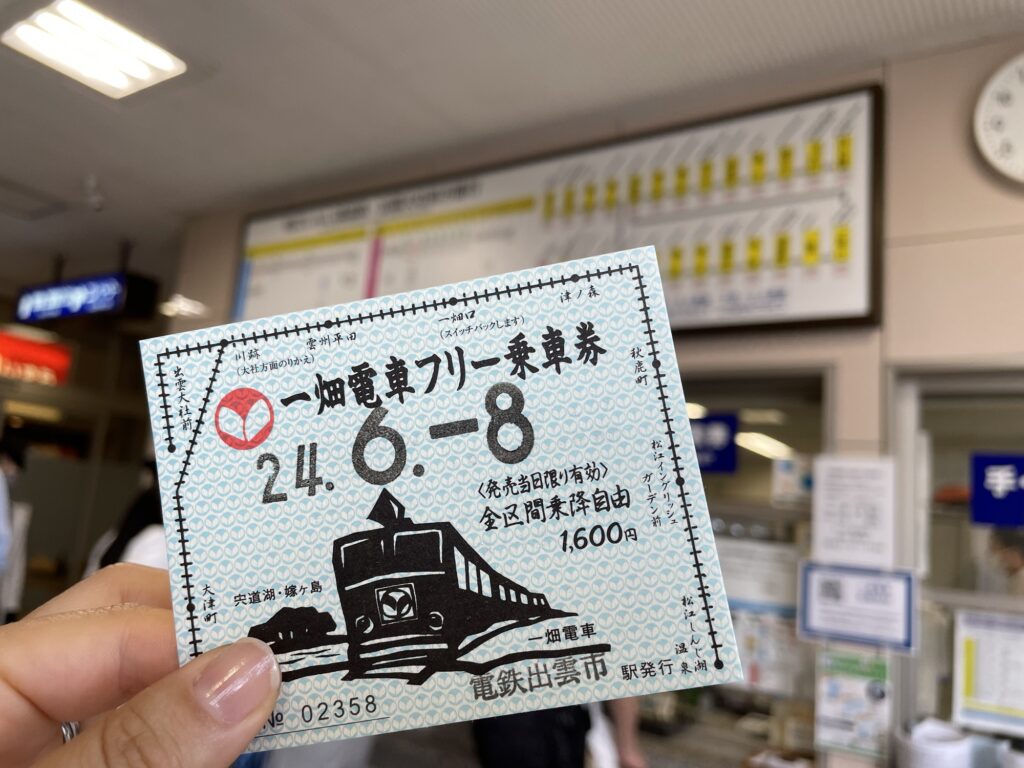 一畑口
(スイッチバックします)
津ノ森
雲州平田
川跡
(大社方面のりかえ)
出雲大社前
秋鹿町
一畑電車フリー乗車券
24.6.-8
〈発売当日限り有効〉
全区間乗降自由
1,600円
松江イングリッシュ
ガーデン前
大津町
宍道湖・嫁ヶ島
一畑電車
松江しんじ湖
温泉
電鉄出雲市 駅発行
№ 02358
手